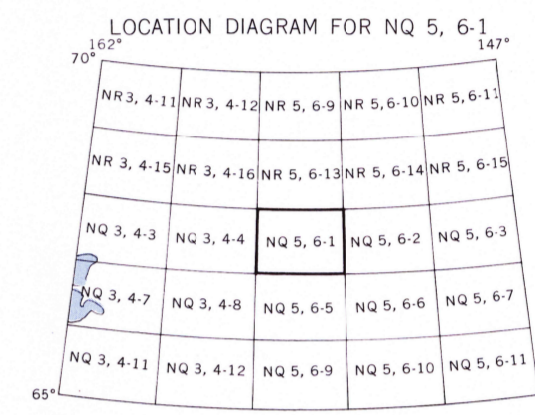 LOCATION DIAGRAM FOR NQ 5, 6-1
162° 147°
70°
NR 3, 4-11 NR 3, 4-12 NR 5, 6-9 NR 5, 6-10 NR 5, 6-11
NR 3, 4-15 NR 3, 4-16 NR 5, 6-13 NR 5, 6-14 NR 5, 6-15
NQ 3, 4-3 NQ 3, 4-4 NQ 5, 6-1 NQ 5, 6-2 NQ 5, 6-3
NQ 3, 4-7 NQ 3, 4-8 NQ 5, 6-5 NQ 5, 6-6 NQ 5, 6-7
NQ 3, 4-11 NQ 3, 4-12 NQ 5, 6-9 NQ 5, 6-10 NQ 5, 6-11
65°